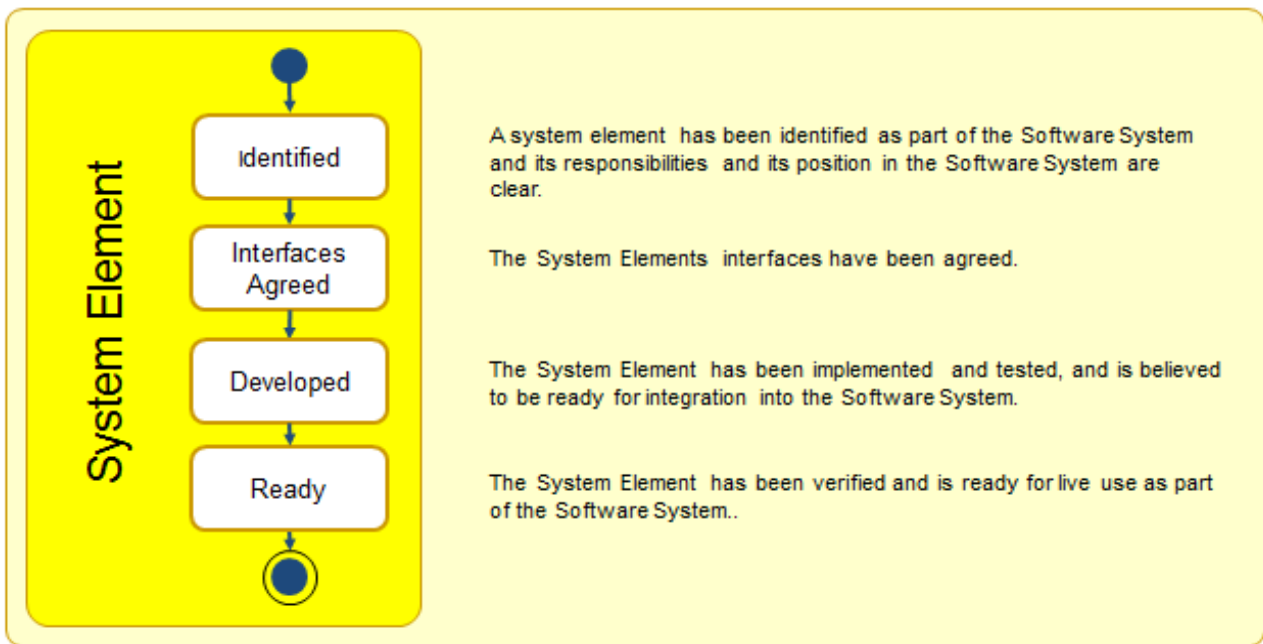 System Element
Identified
A system element has been identified as part of the Software System
and its responsibilities and its position in the Software System are
clear.
Interfaces
Agreed
The System Elements interfaces have been agreed.
Developed
The System Element has been implemented and tested, and is believed
to be ready for integration into the Software System.
Ready
The System Element has been verified and is ready for live use as part
of the Software System..